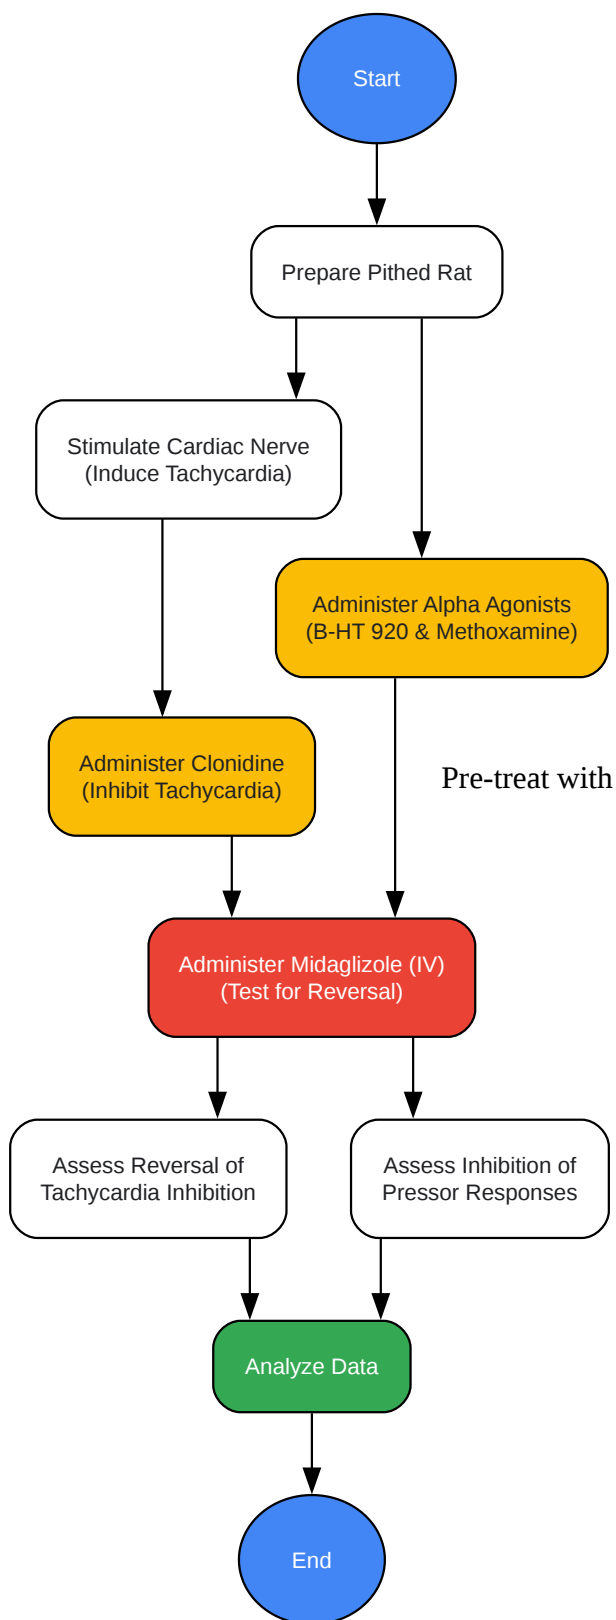 Start
Prepare Pithed Rat
Stimulate Cardiac Nerve
(Induce Tachycardia)
Administer Alpha Agonists
(B-HT 920 & Methoxamine)
Administer Clonidine
(Inhibit Tachycardia)
Pre-treat with
Administer Midaglizole (IV)
(Test for Reversal)
Assess Reversal of
Tachycardia Inhibition
Assess Inhibition of
Pressor Responses
Analyze Data
End